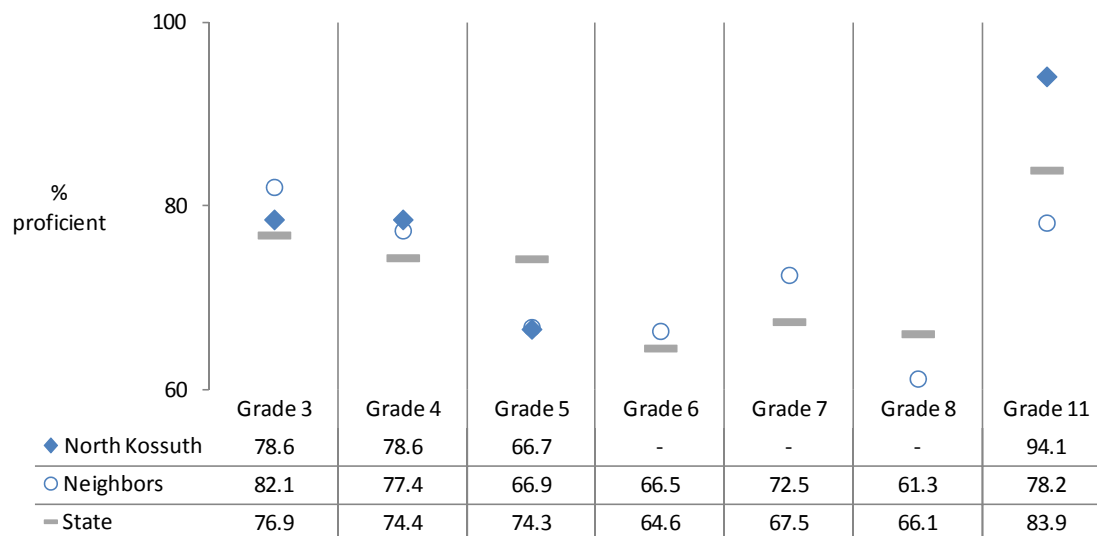 100
80
60
%
proficient
Grade 3 Grade 4 Grade 5 Grade 6 Grade 7 Grade 8 Grade 11
North Kossuth 78.6 78.6 66.7 - - - 94.1
Neighbors 82.1 77.4 66.9 66.5 72.5 61.3 78.2
State 76.9 74.4 74.3 64.6 67.5 66.1 83.9